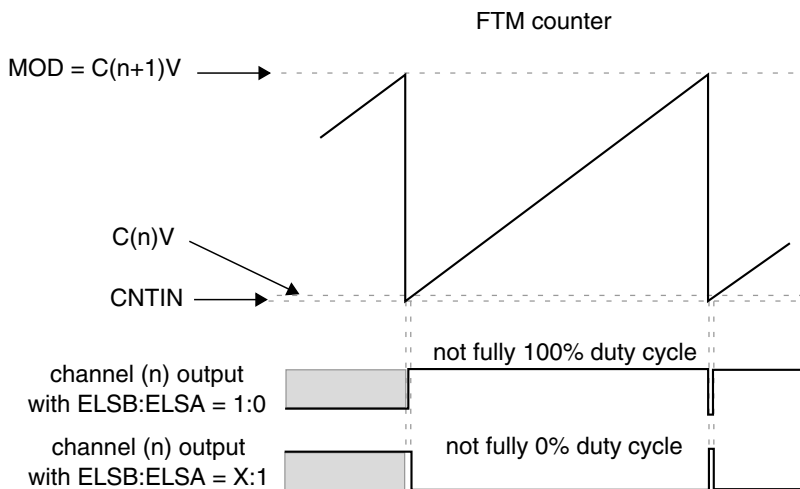 FTM counter
MOD = C(n+1)V
C(n)V
CNTIN
not fully 100% duty cycle
channel (n) output
with ELSB:ELSA = 1:0
not fully 0% duty cycle
channel (n) output
with ELSB:ELSA = X:1